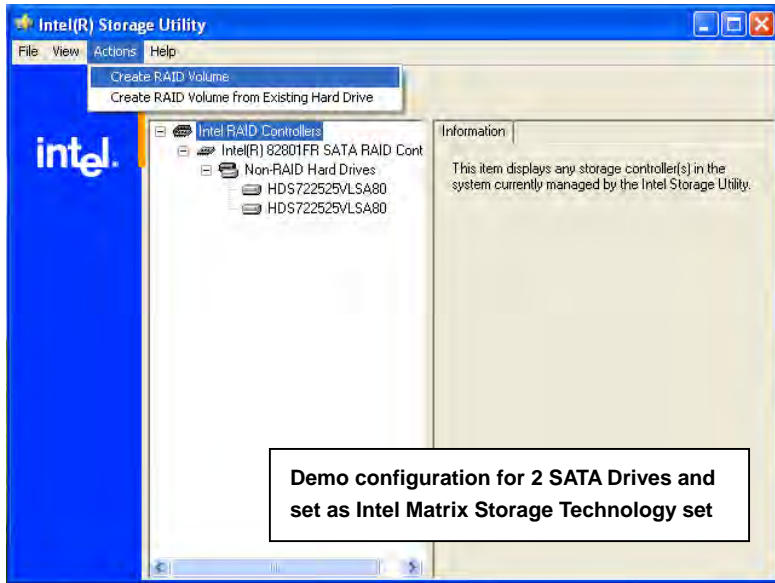 Intel(R) Storage Utility
File View Actions Help
Create RAID Volume
Create RAID Volume from Existing Hard Drive
intel.
Intel RAID Controllers
Intel(R) 82801FR SATA RAID Cont
Non-RAID Hard Drives
HDS722525VLSA80
HDS722525VLSA80
Information
This item displays any storage controller(s) in the
system currently managed by the Intel Storage Utility.
Demo configuration for 2 SATA Drives and
set as Intel Matrix Storage Technology set